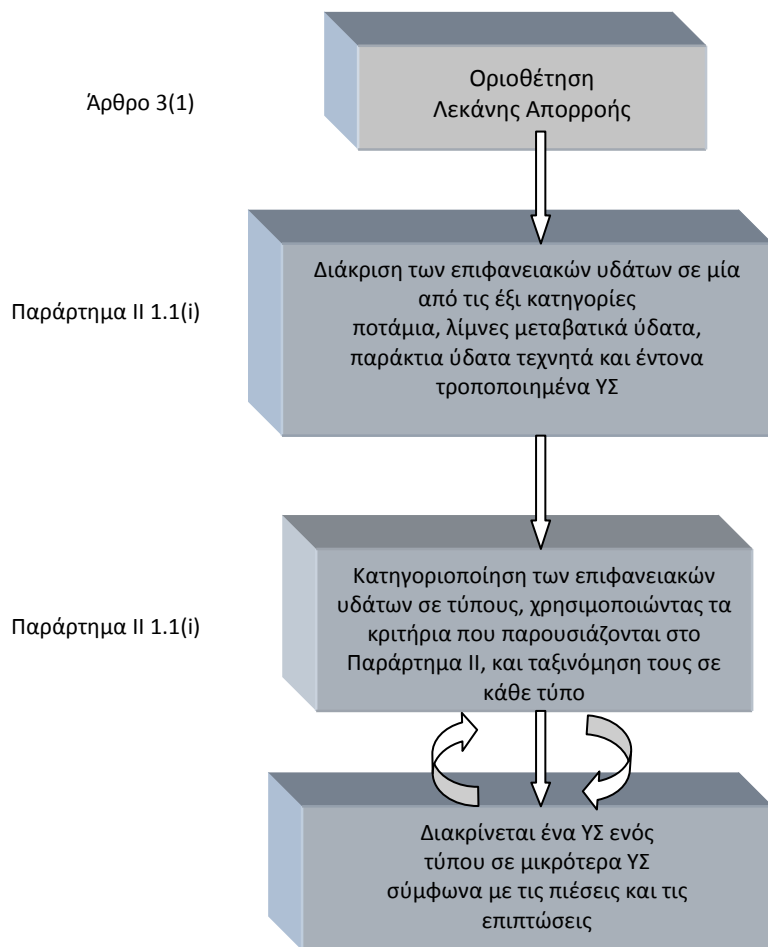 Άρθρο 3(1)
Οριοθέτηση
Λεκάνης Απορροής
Παράρτημα ΙΙ 1.1(i)
Διάκριση των επιφανειακών υδάτων σε μία
από τις έξι κατηγορίες
ποτάμια, λίμνες μεταβατικά ύδατα,
παράκτια ύδατα τεχνητά και έντονα
τροποποιημένα ΥΣ
Παράρτημα ΙΙ 1.1(i)
Κατηγοριοποίηση των επιφανειακών
υδάτων σε τύπους, χρησιμοποιώντας τα
κριτήρια που παρουσιάζονται στο
Παράρτημα ΙΙ, και ταξινόμηση τους σε
κάθε τύπο
Διακρίνεται ένα ΥΣ ενός
τύπου σε μικρότερα ΥΣ
σύμφωνα με τις πιέσεις και τις
επιπτώσεις